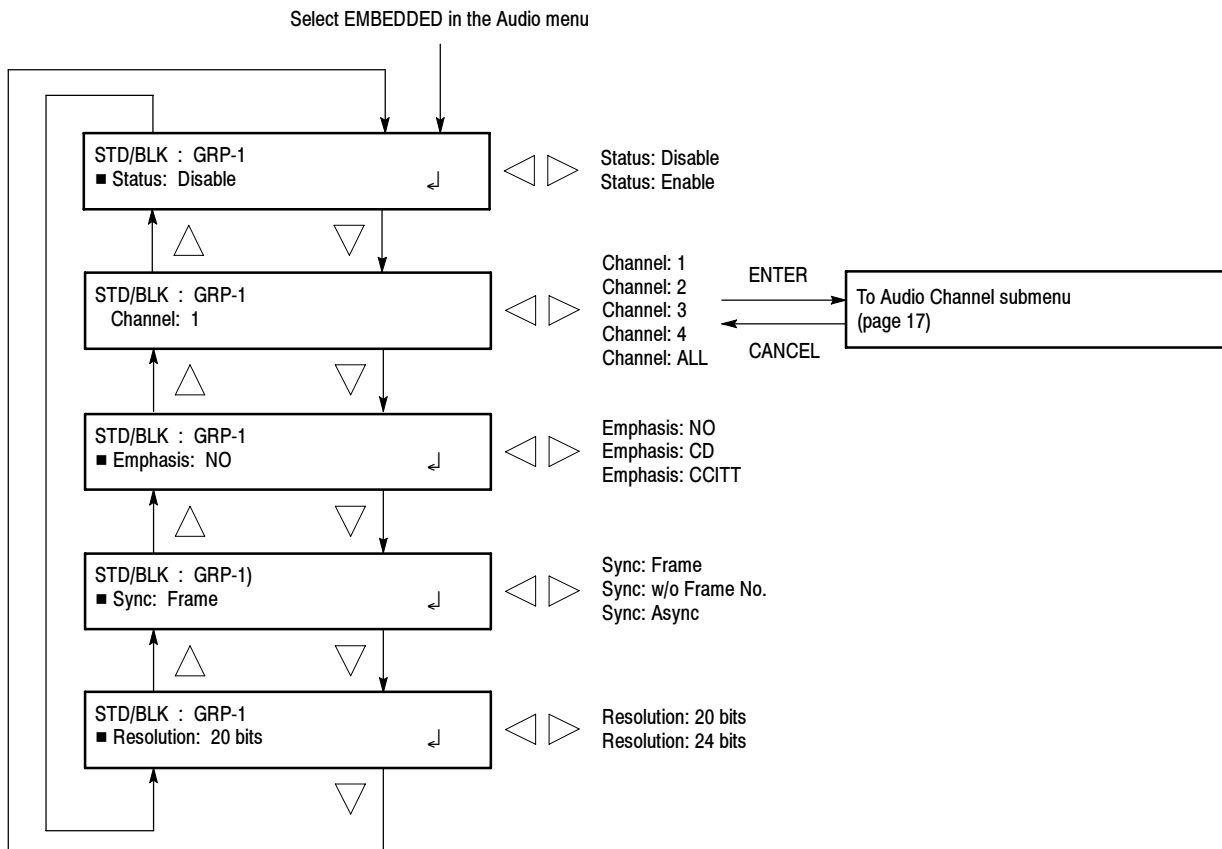 Select EMBEDDED in the Audio menu
STD/BLK : GRP-1
■ Status: Disable ↵
Status: Disable
Status: Enable
STD/BLK : GRP-1
Channel: 1
Channel: 1
Channel: 2
Channel: 3
Channel: 4
Channel: ALL
ENTER
CANCEL
To Audio Channel submenu
(page 17)
STD/BLK : GRP-1
■ Emphasis: NO ↵
Emphasis: NO
Emphasis: CD
Emphasis: CCITT
STD/BLK : GRP-1)
■ Sync: Frame ↵
Sync: Frame
Sync: w/o Frame No.
Sync: Async
STD/BLK : GRP-1
■ Resolution: 20 bits ↵
Resolution: 20 bits
Resolution: 24 bits